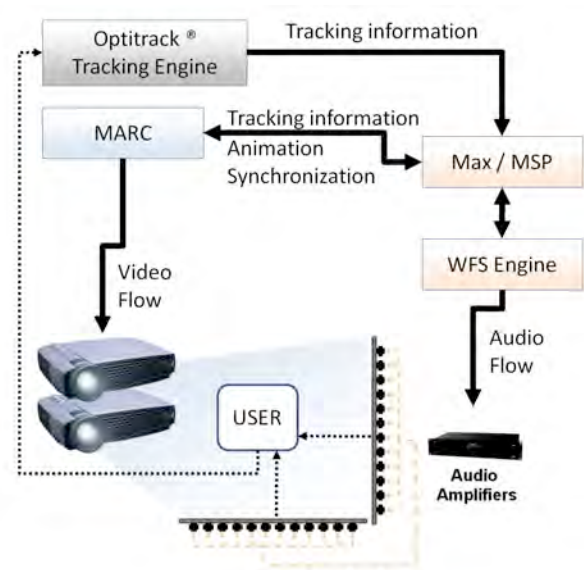 Optitrack ®
Tracking Engine
Tracking information
MARC
Tracking information
Animation
Synchronization
Max / MSP
WFS Engine
Video
Flow
Audio
Flow
USER
Audio
Amplifiers